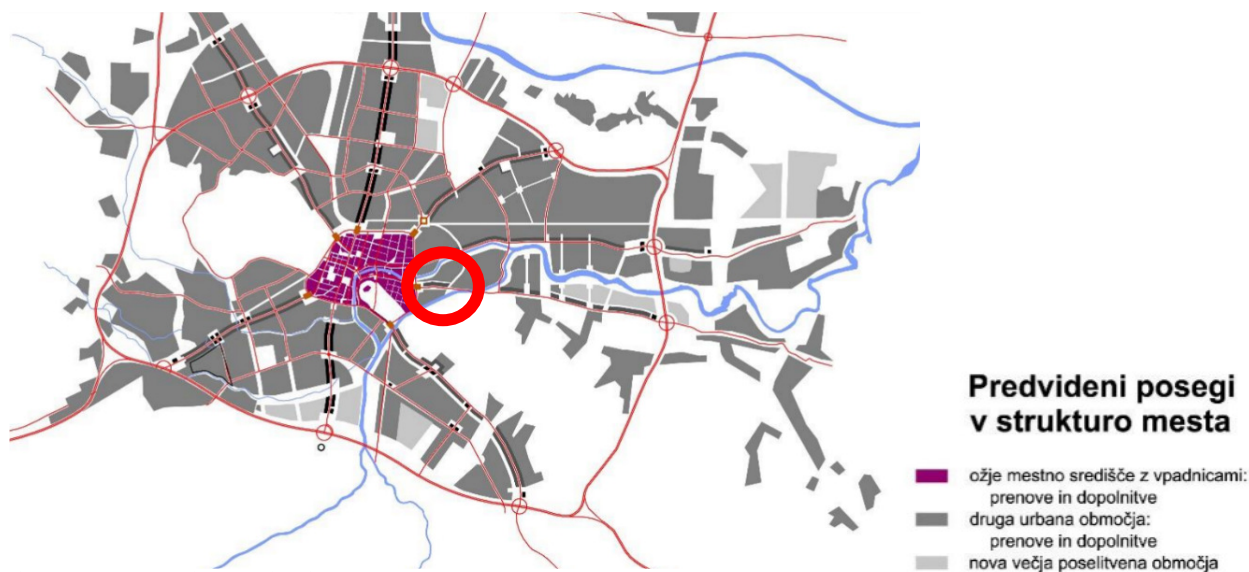 Predvideni posegi
v strukturo mesta
ožje mestno središče z vpadnicami:
prenove in dopolnitve
druga urbana območja:
prenove in dopolnitve
nova večja poselitvena območja